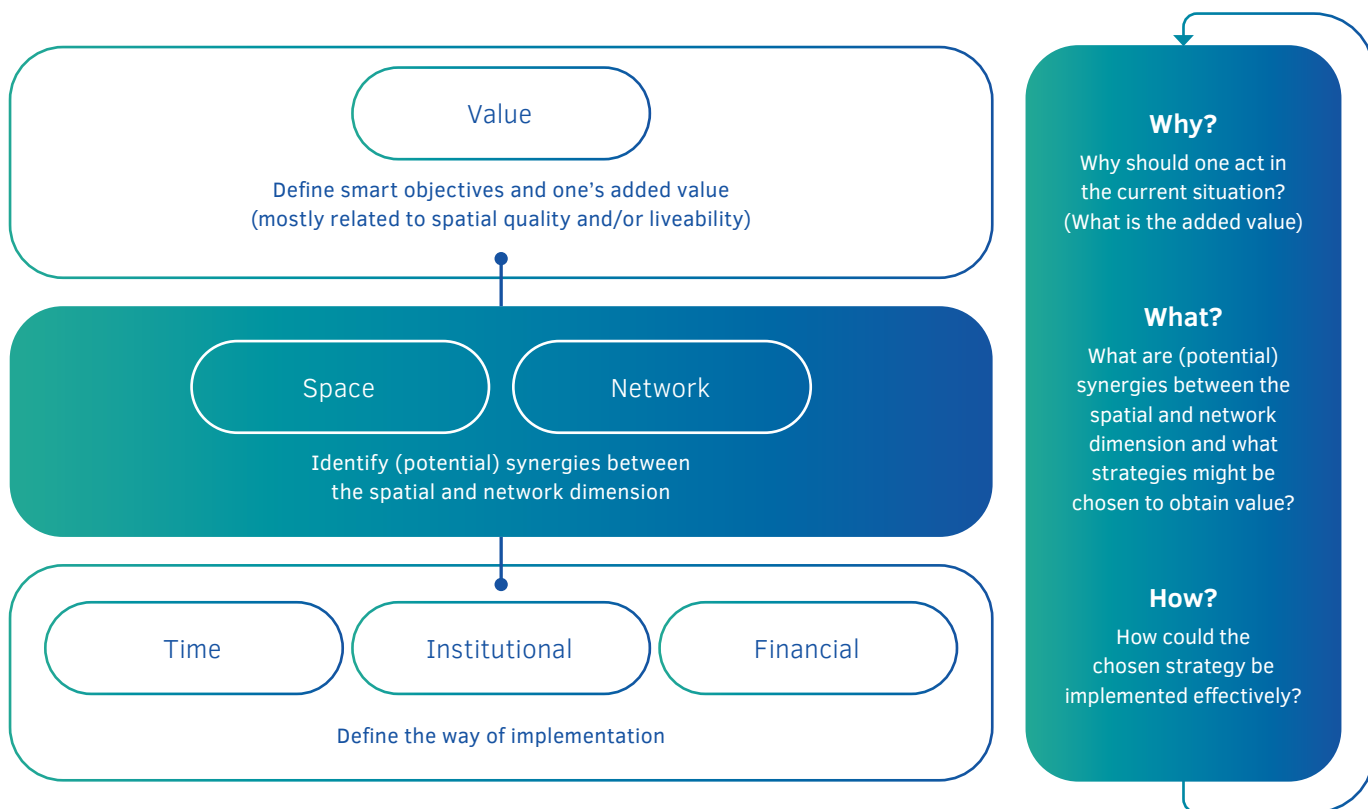 Value
Define smart objectives and one's added value
(mostly related to spatial quality and/or liveability)
Space
Network
Identify (potential) synergies between
the spatial and network dimension
Time
Institutional
Financial
Define the way of implementation
Why?
Why should one act in
the current situation?
(What is the added value)
What?
What are (potential)
synergies between the
spatial and network
dimension and what
strategies might be
chosen to obtain value?
How?
How could the
chosen strategy be
implemented effectively?